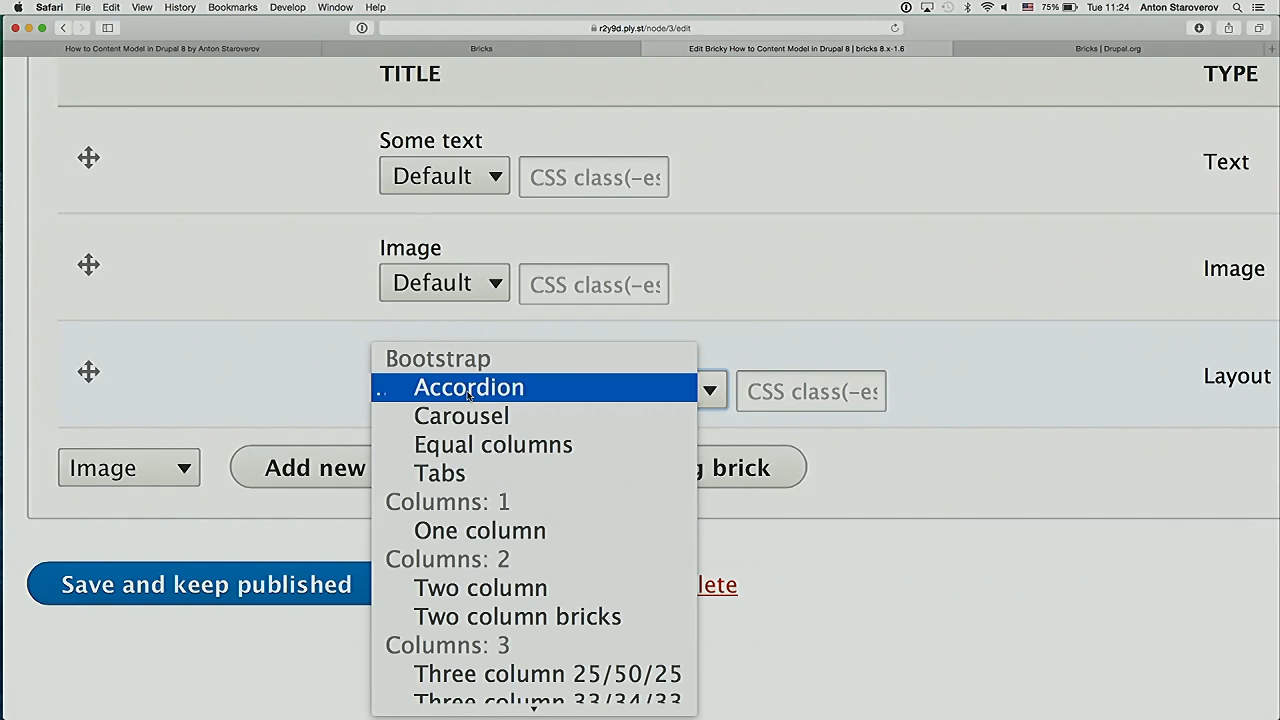 Safari File Edit View History Bookmarks Develop Window Help 75% Tue 11:24 Anton Staroverov
r2y9d.ply.st/node/3/edit
How to Content Model in Drupal 8 by Anton Staroverov Bricks Edit Bricky How to Content Model in Drupal 8 | bricks 8.x-1.6 Bricks | Drupal.org
TITLE TYPE
Some text
Default CSS class(-es Text
Image
Default CSS class(-es Image
Bootstrap
Accordion
CSS class(-es Layout
Carousel
Equal columns
Image Add new g brick
Tabs
Columns: 1
One column
Columns: 2
Save and keep published lete
Two column
Two column bricks
Columns: 3
Three column 25/50/25
Three column 33/34/33